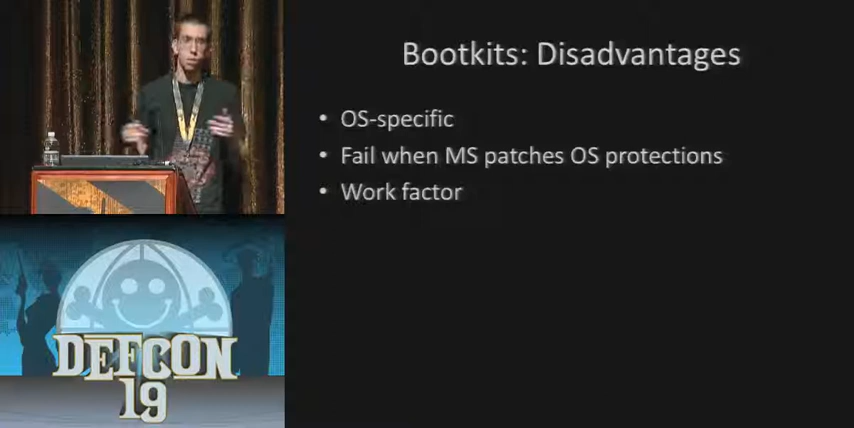 Bootkits: Disadvantages
• OS-specific
• Fail when MS patches OS protections
• Work factor
DEFCON
19